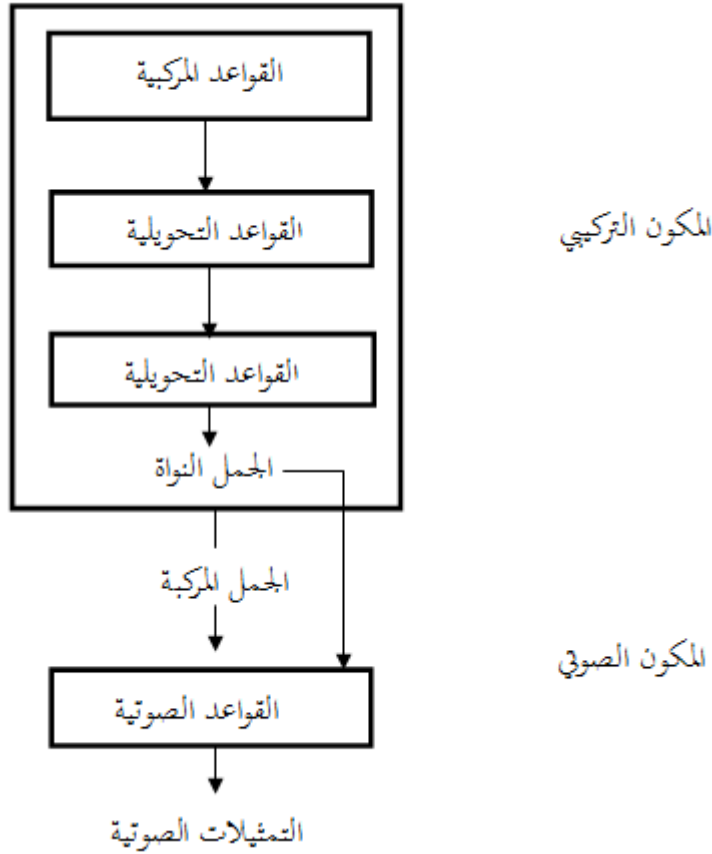 القواعد المركبية
القواعد التحويلية
المكون التركيبي
القواعد التحويلية
الجمل النواة
الجمل المركبة
المكون الصوتي
القواعد الصوتية
التمثيلات الصوتية